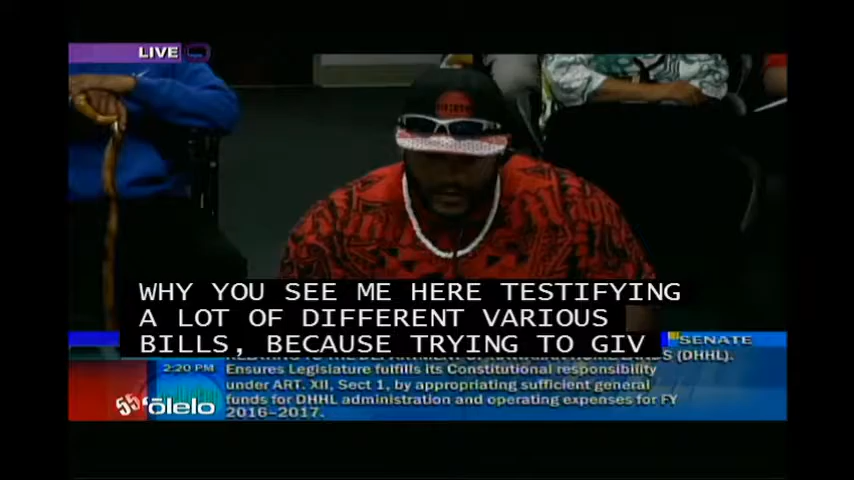 LIVE
WHY YOU SEE ME HERE TESTIFYING
A LOT OF DIFFERENT VARIOUS
BILLS, BECAUSE TRYING TO GIV
SENATE
(DHHL).
2:20 PM
Ensures Legislature fulfills its Constitutional responsibility
under ART. XII, Sect 1, by appropriating sufficient general
funds for DHHL administration and operating expenses for FY
2016-2017.
55 'ōlelo